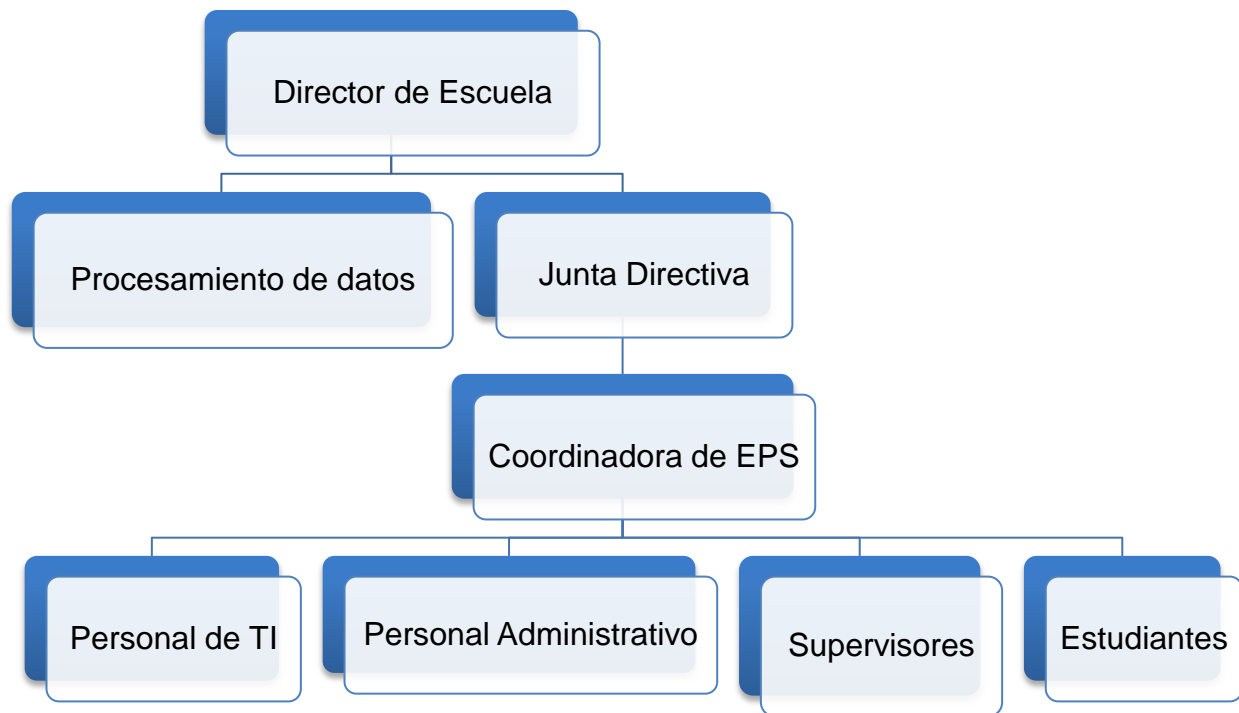 Director de Escuela
Procesamiento de datos
Junta Directiva
Coordinadora de EPS
Personal de TI
Personal Administrativo
Supervisores
Estudiantes